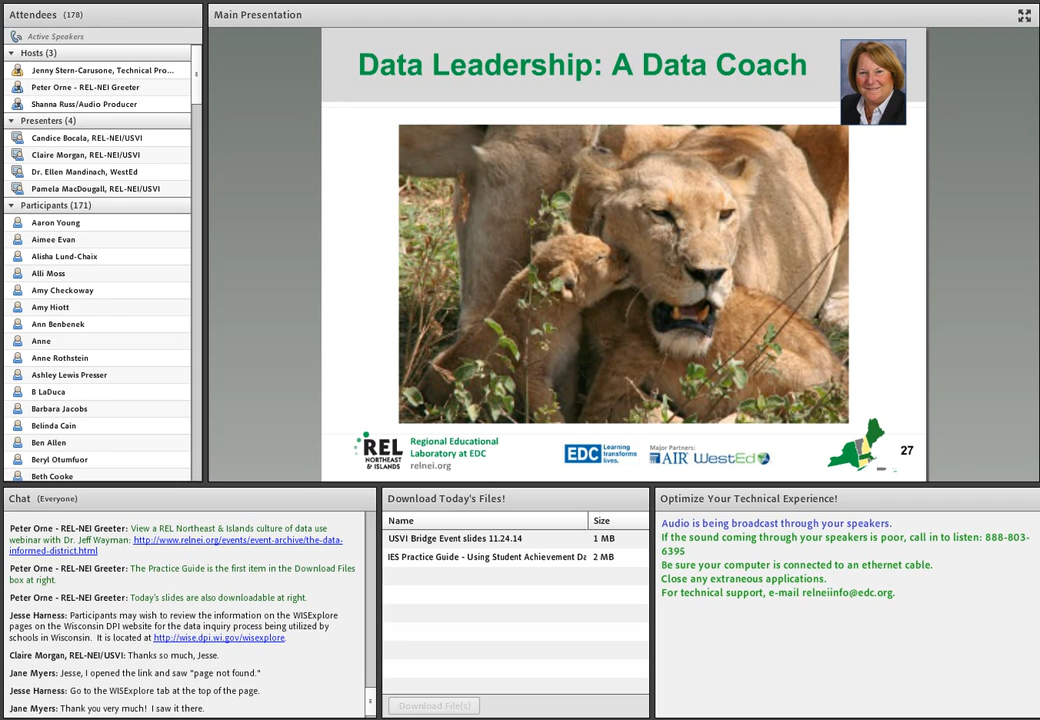 Attendees (178)
Active Speakers
Hosts (3)
Jenny Stern-Carusone, Technical Pro...
Peter Orne - REL-NEI Greeter
Shanna Russ/Audio Producer
Presenters (4)
Candice Bocala, REL-NEI/USVI
Claire Morgan, REL-NEI/USVI
Dr. Ellen Mandinach, WestEd
Pamela MacDougall, REL-NEI/USVI
Participants (171)
Aaron Young
Aimee Evan
Alisha Lund-Chaix
Alli Moss
Amy Checkoway
Amy Hiott
Ann Benbenek
Anne
Anne Rothstein
Ashley Lewis Presser
B LaDuca
Barbara Jacobs
Belinda Cain
Ben Allen
Beryl Otumfuor
Beth Cooke
Main Presentation
Data Leadership: A Data Coach
REL
NORTHEAST
& ISLANDS
Regional Educational
Laboratory at EDC
relnei.org
EDC
Learning
transforms
lives.
Major Partners:
AIR WestEd
27
Chat (Everyone)
Peter Orne - REL-NEI Greeter: View a REL Northeast & Islands culture of data use
webinar with Dr. Jeff Wayman: http://www.relnei.org/events/event-archive/the-data-
informed-district.html
Peter Orne - REL-NEI Greeter: The Practice Guide is the first item in the Download Files
box at right.
Peter Orne - REL-NEI Greeter: Today's slides are also downloadable at right.
Jesse Harness: Participants may wish to review the information on the WISExplore
pages on the Wisconsin DPI website for the data inquiry process being utilized by
schools in Wisconsin. It is located at http://wise.dpi.wi.gov/wisexplore.
Claire Morgan, REL-NEI/USVI: Thanks so much, Jesse.
Jane Myers: Jesse, I opened the link and saw "page not found."
Jesse Harness: Go to the WISExplore tab at the top of the page.
Jane Myers: Thank you very much! I saw it there.
Download Today's Files!
Name Size
USVI Bridge Event slides 11.24.14 1 MB
IES Practice Guide - Using Student Achievement Da 2 MB
Download File(s)
Optimize Your Technical Experience!
Audio is being broadcast through your speakers.
If the sound coming through your speakers is poor, call in to listen: 888-803-
6395
Be sure your computer is connected to an ethernet cable.
Close any extraneous applications.
For technical support, e-mail relneiinfo@edc.org.